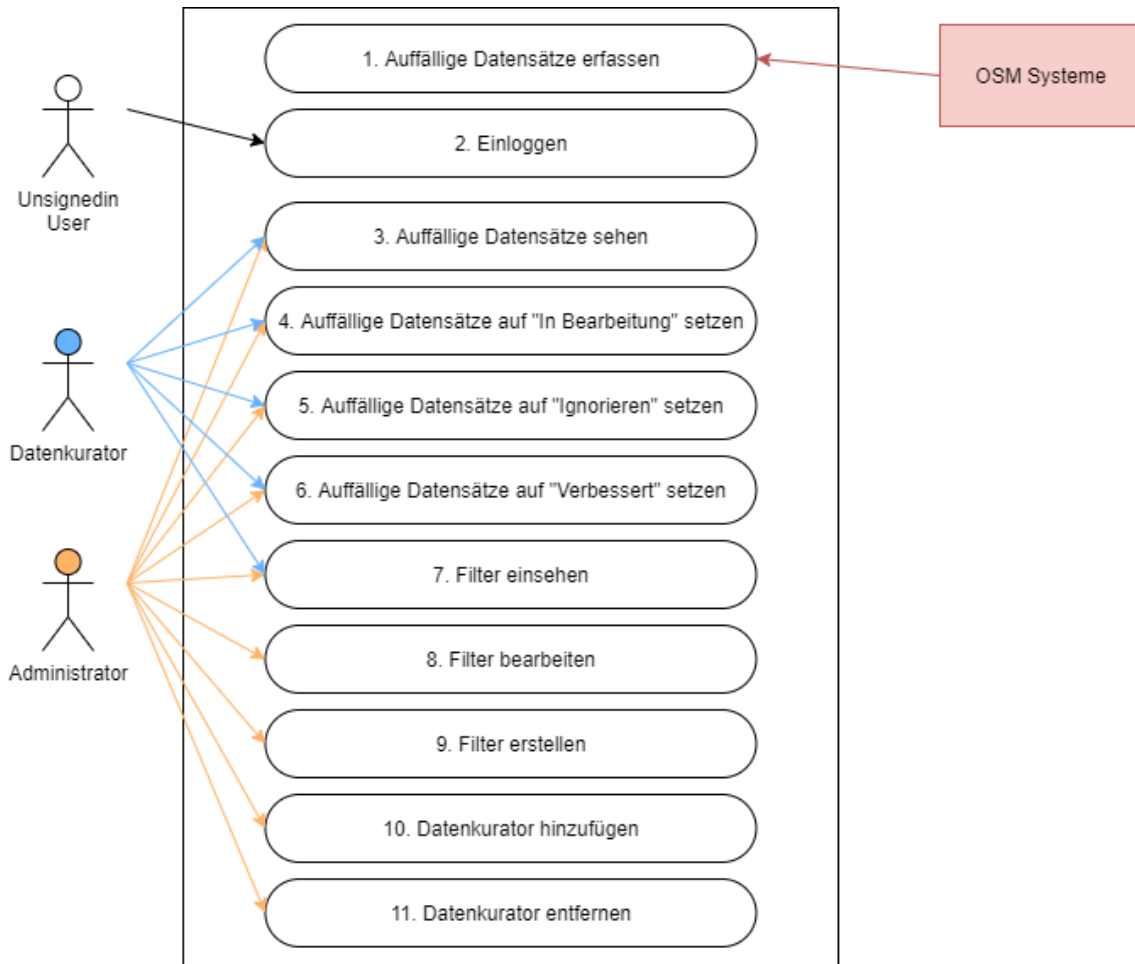 1. Auffällige Datensätze erfassen
OSM Systeme
2. Einloggen
Unsignedin
User
3. Auffällige Datensätze sehen
4. Auffällige Datensätze auf "In Bearbeitung" setzen
5. Auffällige Datensätze auf "Ignorieren" setzen
Datenkurator
6. Auffällige Datensätze auf "Verbessert" setzen
7. Filter einsehen
Administrator
8. Filter bearbeiten
9. Filter erstellen
10. Datenkurator hinzufügen
11. Datenkurator entfernen